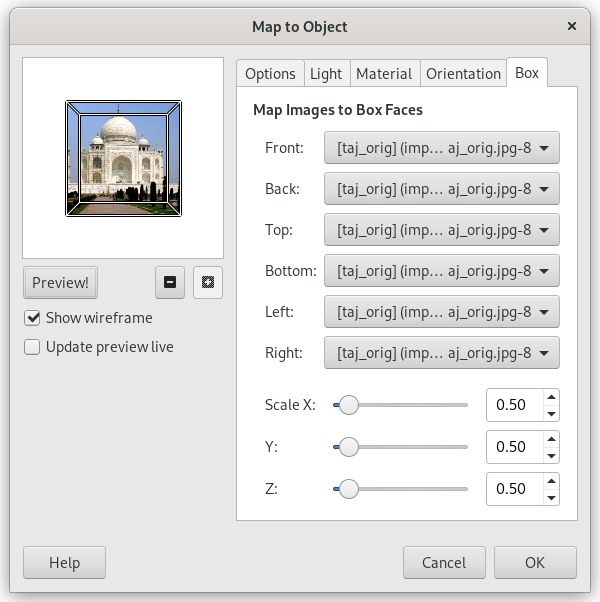 Map to Object
Options Light Material Orientation Box
Map Images to Box Faces
Front: [taj_orig] (imp… aj_orig.jpg-8
Back: [taj_orig] (imp… aj_orig.jpg-8
Top: [taj_orig] (imp… aj_orig.jpg-8
Bottom: [taj_orig] (imp… aj_orig.jpg-8
Left: [taj_orig] (imp… aj_orig.jpg-8
Right: [taj_orig] (imp… aj_orig.jpg-8
Scale X: 0.50
Y: 0.50
Z: 0.50
Preview!
Show wireframe
Update preview live
Help Cancel OK